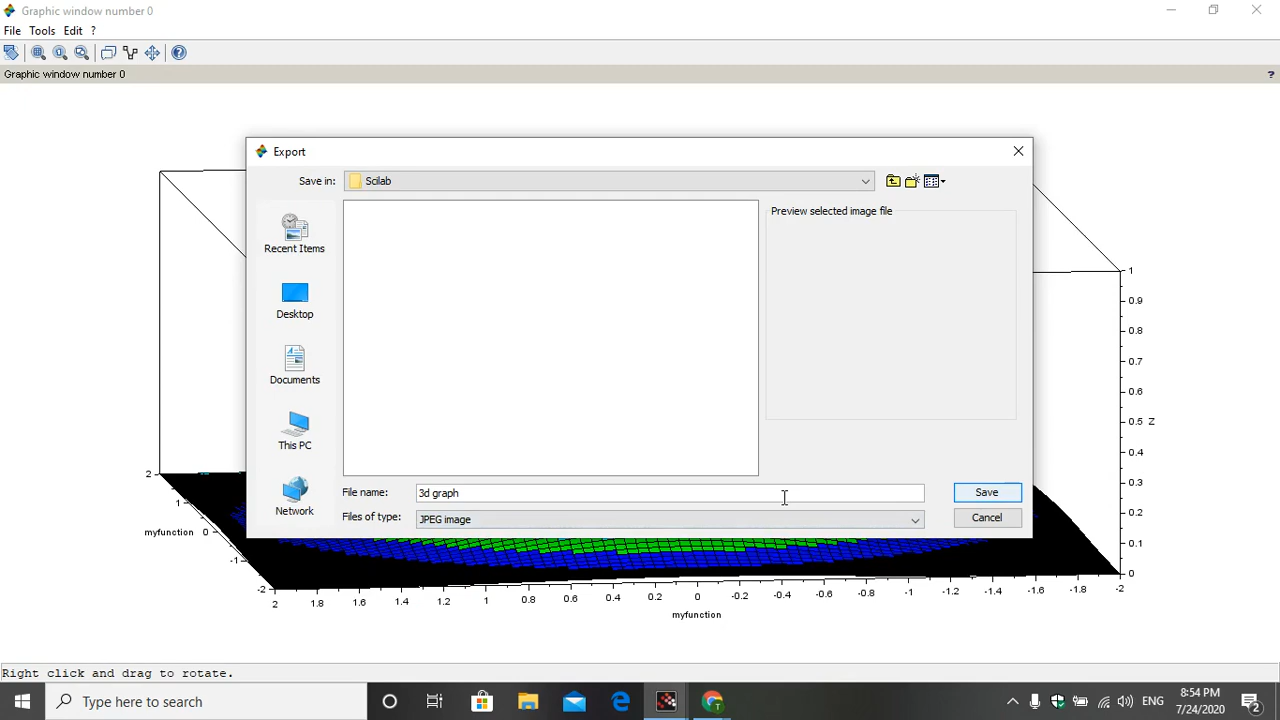 Graphic window number 0
File Tools Edit ?
Graphic window number 0 ?
Export
Save in: Scilab
Preview selected image file
Recent Items
Desktop
Documents
This PC
Network
File name: 3d graph Save
Files of type: JPEG image Cancel
1
0.9
0.8
0.7
0.6
0.5 Z
0.4
0.3
0.2
0.1
0
2
1
myfunction 0
-1
-2
2 1.8 1.6 1.4 1.2 1 0.8 0.6 0.4 0.2 0 -0.2 -0.4 -0.6 -0.8 -1 -1.2 -1.4 -1.6 -1.8 -2
myfunction
Right click and drag to rotate.
Type here to search
T
ENG
8:54 PM
7/24/2020
2